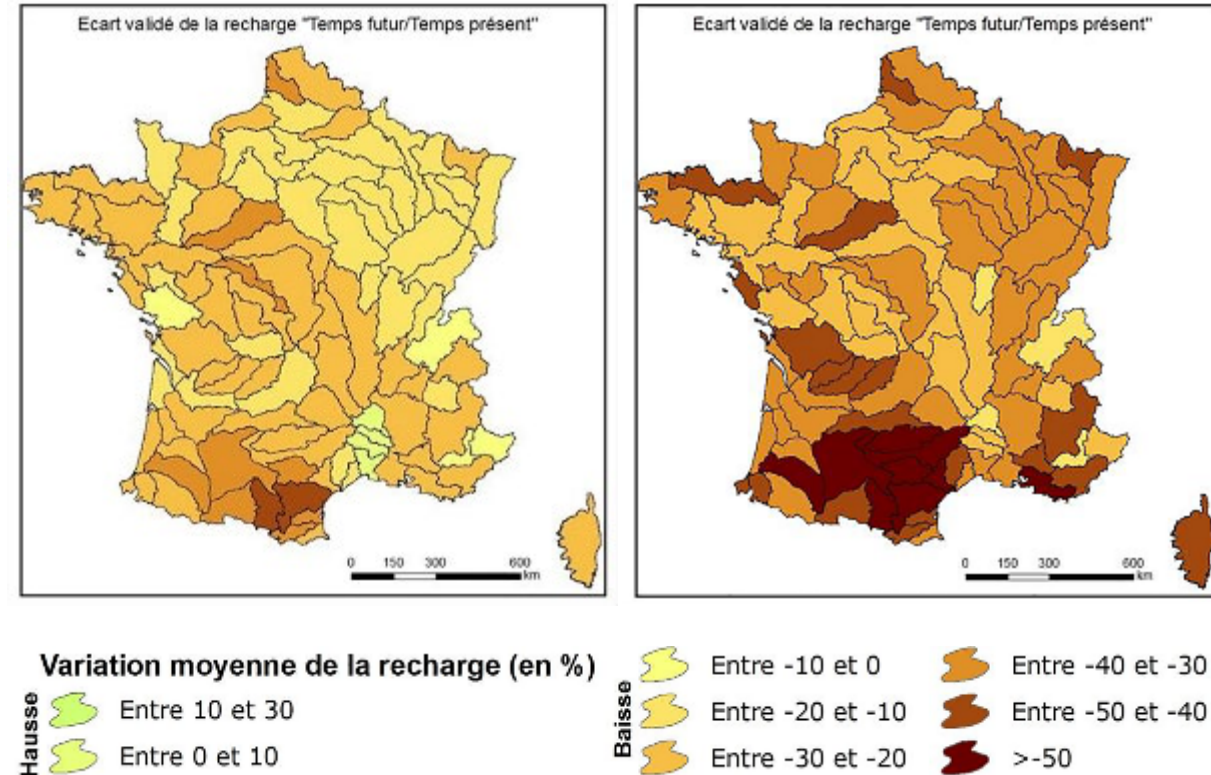 Ecart validé de la recharge "Temps futur/Temps présent"
0 150 300 600
km
Ecart validé de la recharge "Temps futur/Temps présent"
0 150 300 600
km
Variation moyenne de la recharge (en %)
Hausse
Entre 10 et 30
Entre 0 et 10
Baisse
Entre -10 et 0
Entre -20 et -10
Entre -30 et -20
Entre -40 et -30
Entre -50 et -40
>-50